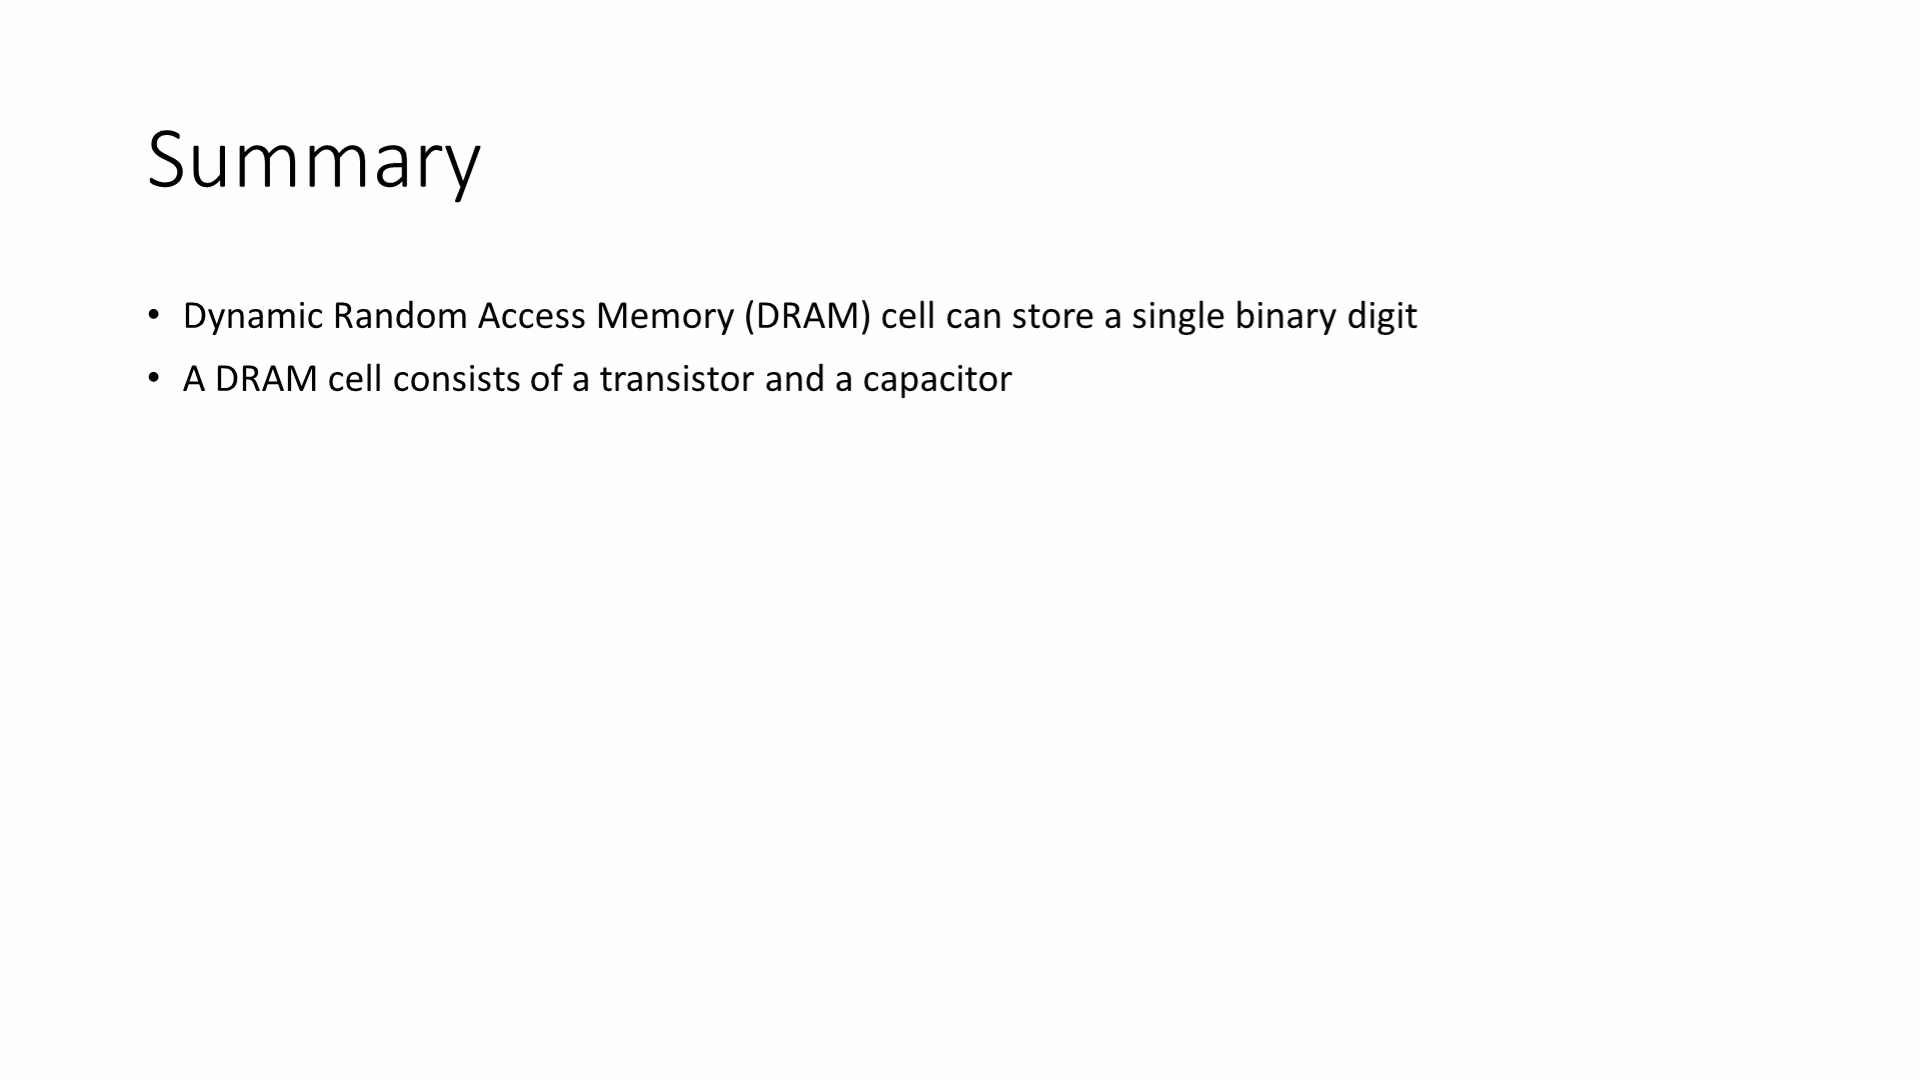 Summary
• Dynamic Random Access Memory (DRAM) cell can store a single binary digit
• A DRAM cell consists of a transistor and a capacitor